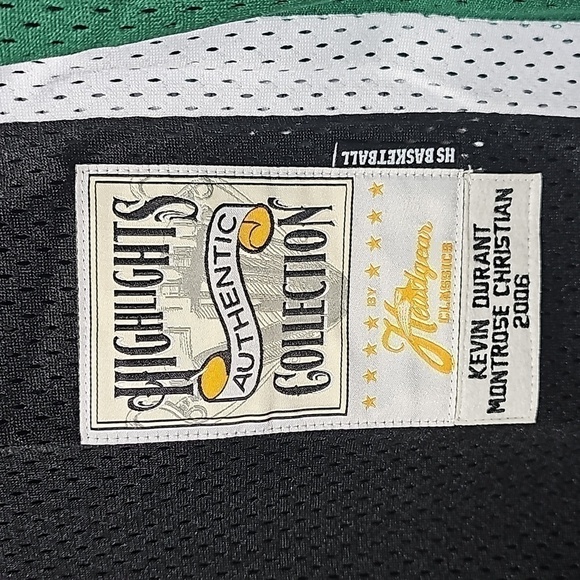 HIGHLIGHTS
AUTHENTIC
COLLECTION
BY
Headgear
CLASSICS
KEVIN DURANT
MONTROSE CHRISTIAN
2006
HS BASKETBALL